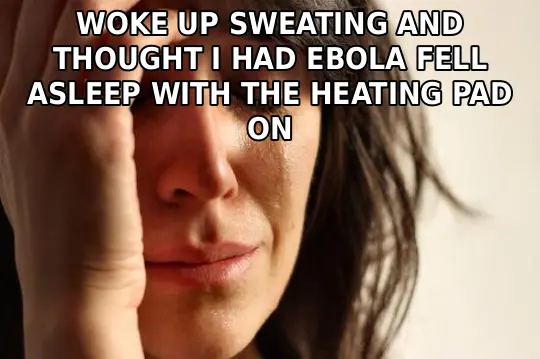 WOKE UP SWEATING AND
THOUGHT I HAD EBOLA FELL
ASLEEP WITH THE HEATING PAD
ON